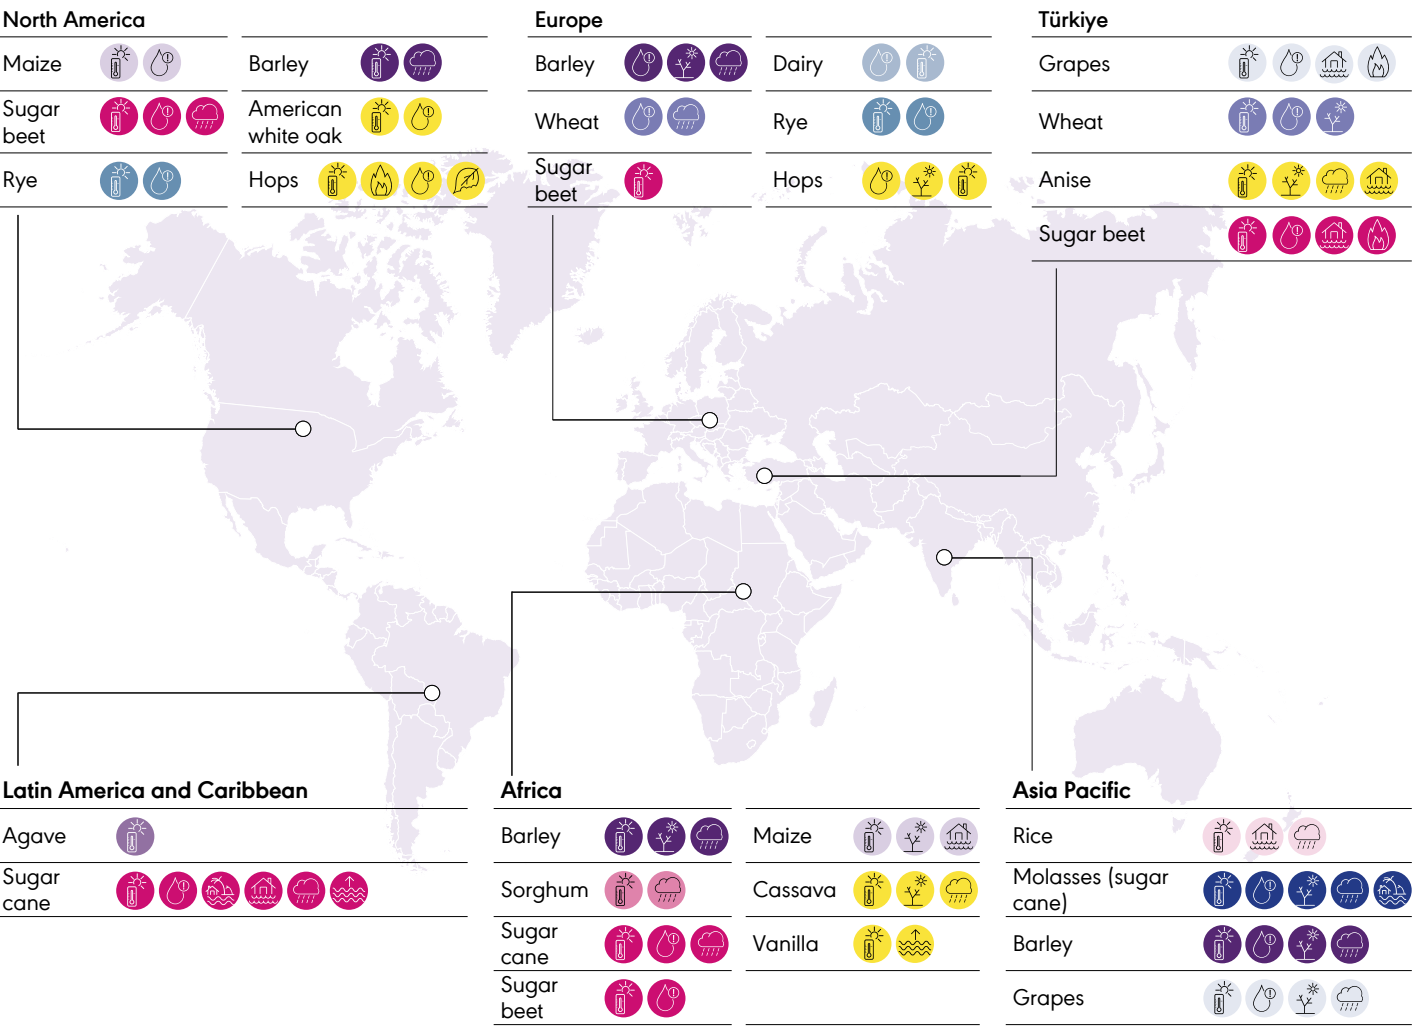 North America
Maize
Barley
Sugar
beet
American
white oak
Rye
Hops
Europe
Barley
Dairy
Wheat
Rye
Sugar
beet
Hops
Türkiye
Grapes
Wheat
Anise
Sugar beet
Latin America and Caribbean
Agave
Sugar
cane
Africa
Barley
Maize
Sorghum
Cassava
Sugar
cane
Vanilla
Sugar
beet
Asia Pacific
Rice
Molasses (sugar
cane)
Barley
Grapes